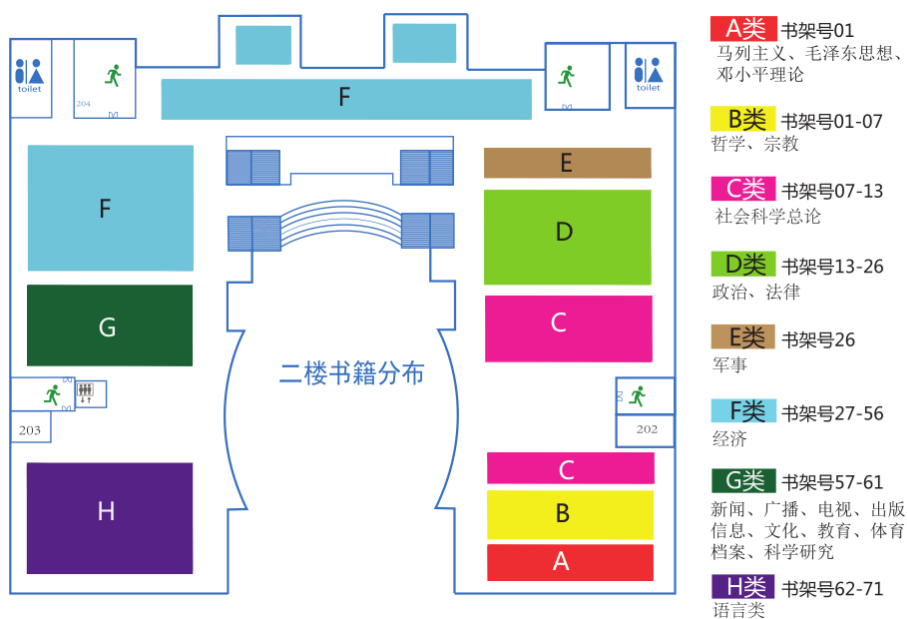 toilet
204
F
toilet
F
E
D
G
C
二楼书籍分布
203
202
H
C
B
A
A类 书架号01
马列主义、毛泽东思想、
邓小平理论
B类 书架号01-07
哲学、宗教
C类 书架号07-13
社会科学总论
D类 书架号13-26
政治、法律
E类 书架号26
军事
F类 书架号27-56
经济
G类 书架号57-61
新闻、广播、电视、出版
信息、文化、教育、体育
档案、科学研究
H类 书架号62-71
语言类